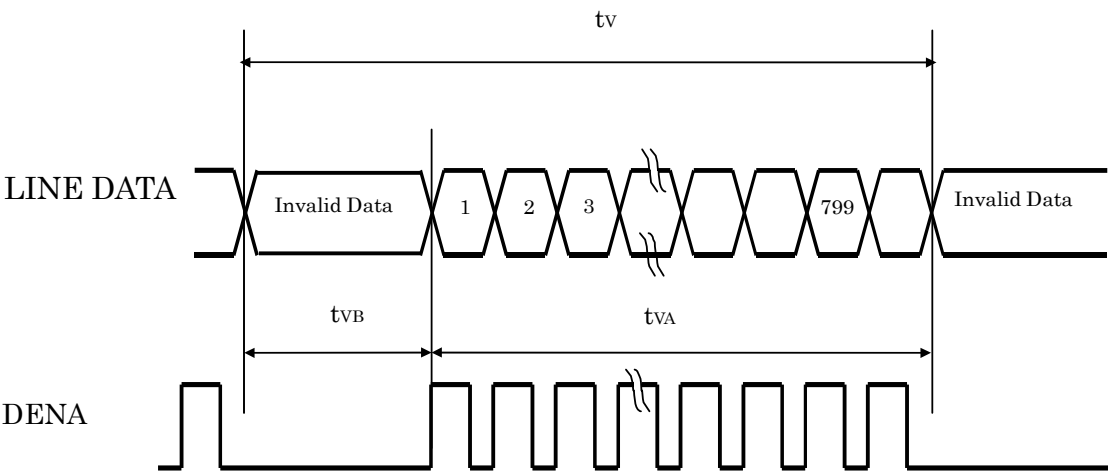 tV
LINE DATA
Invalid Data 1 2 3 799 Invalid Data
tVB tVA
DENA